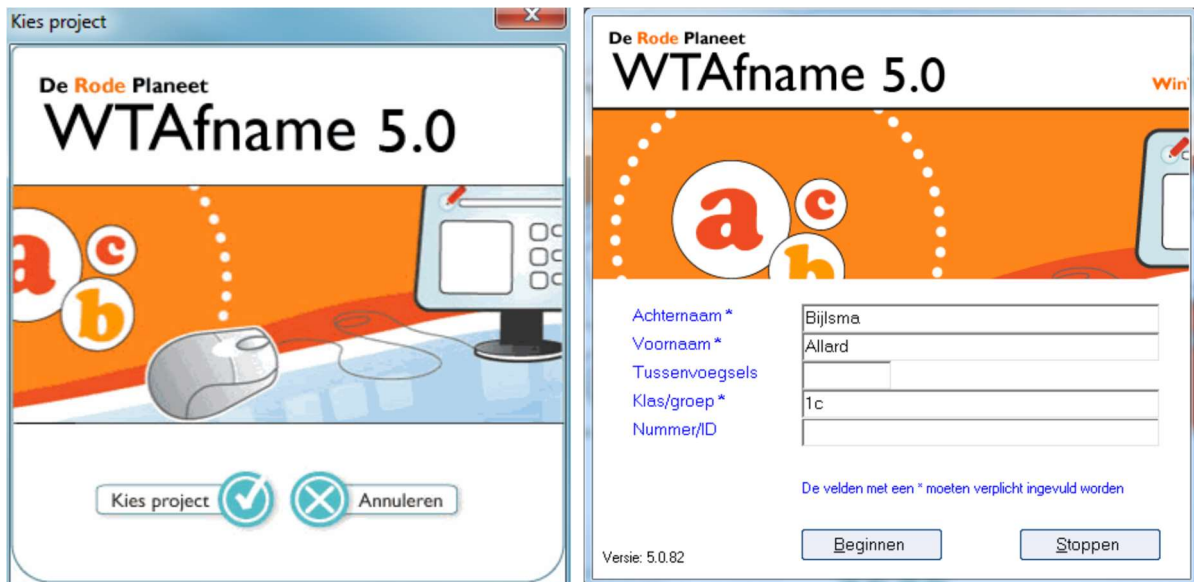 Kies project
De Rode Planeet
WTAfname 5.0
a
c
b
Kies project
Annuleren
De Rode Planeet
WTAfname 5.0
Win
a
c
b
Achternaam * Bijlsma
Voornaam * Allard
Tussenvoegsels
Klas/groep * 1c
Nummer/ID
De velden met een * moeten verplicht ingevuld worden
Versie: 5.0.82
Beginnen
Stoppen